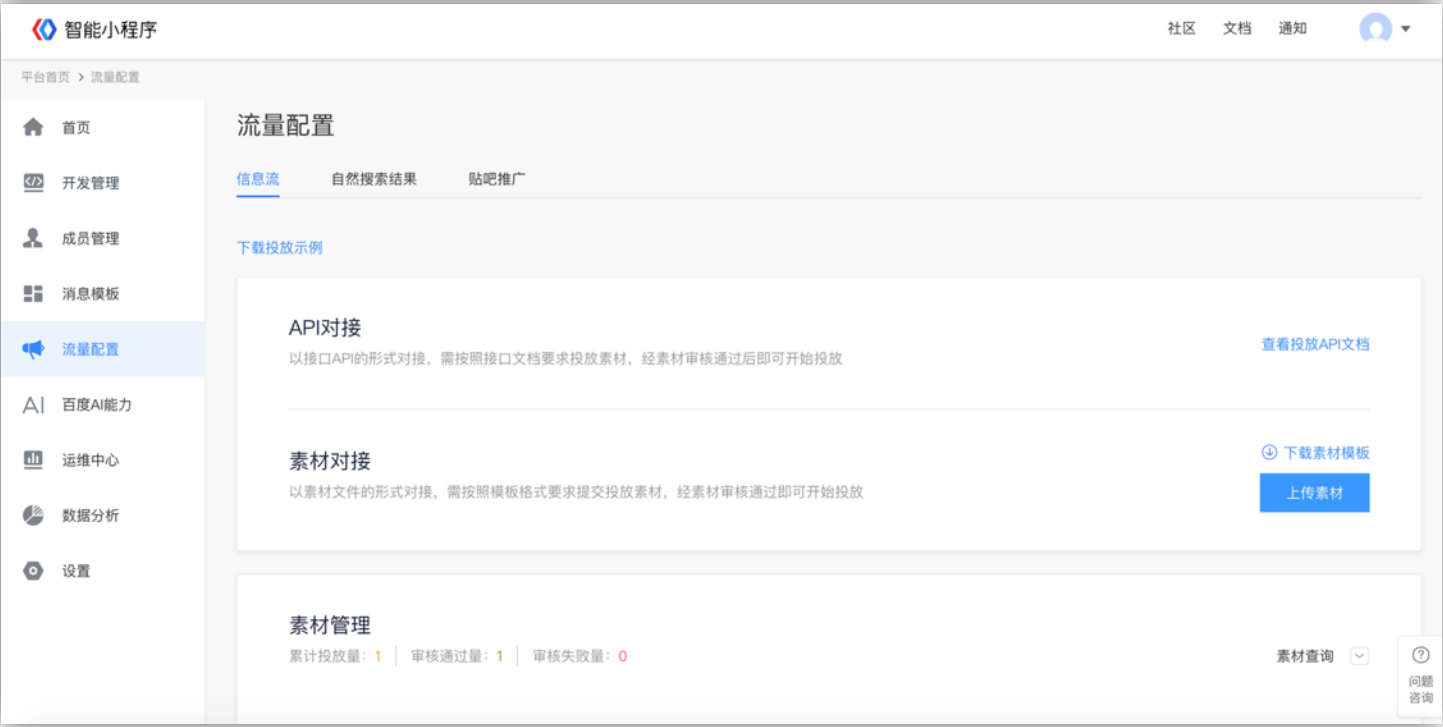 智能小程序
社区 文档 通知
平台首页 > 流量配置
首页
开发管理
成员管理
消息模板
流量配置
AI 百度AI能力
运维中心
数据分析
设置
流量配置
信息流 自然搜索结果 贴吧推广
下载投放示例
API对接
以接口API的形式对接，需按照接口文档要求投放素材，经素材审核通过后即可开始投放
查看投放API文档
素材对接
以素材文件的形式对接，需按照模板格式要求提交投放素材，经素材审核通过即可开始投放
下载素材模板
上传素材
素材管理
累计投放量：1 审核通过量：1 审核失败量：0
素材查询
问题
咨询